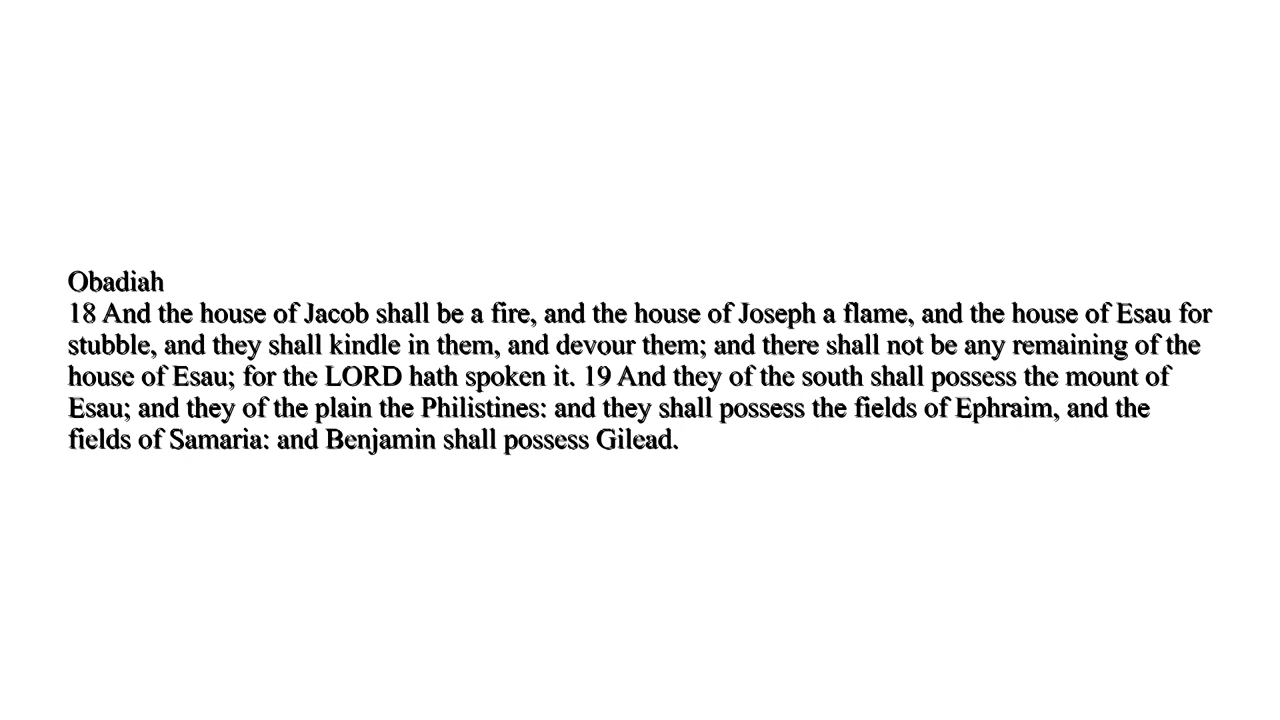 Obadiah
18 And the house of Jacob shall be a fire, and the house of Joseph a flame, and the house of Esau for
stubble, and they shall kindle in them, and devour them; and there shall not be any remaining of the
house of Esau; for the LORD hath spoken it. 19 And they of the south shall possess the mount of
Esau; and they of the plain the Philistines: and they shall possess the fields of Ephraim, and the
fields of Samaria: and Benjamin shall possess Gilead.